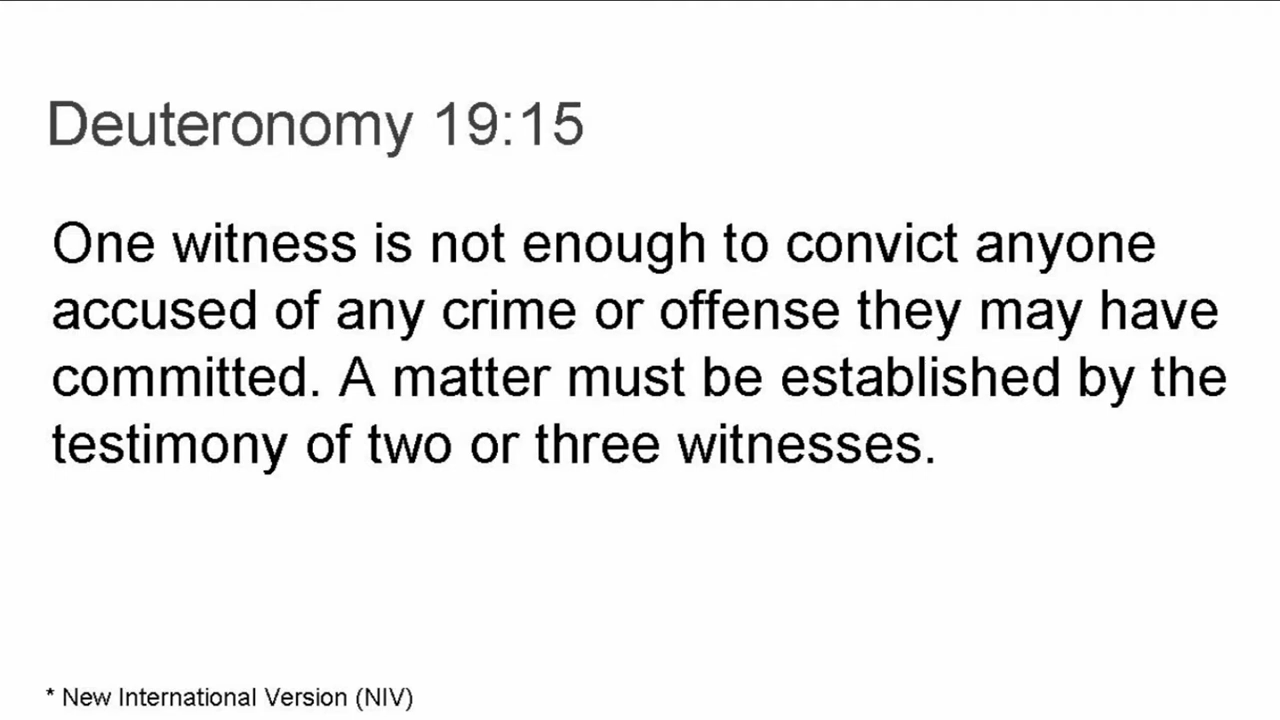 Deuteronomy 19:15
One witness is not enough to convict anyone
accused of any crime or offense they may have
committed. A matter must be established by the
testimony of two or three witnesses.
* New International Version (NIV)